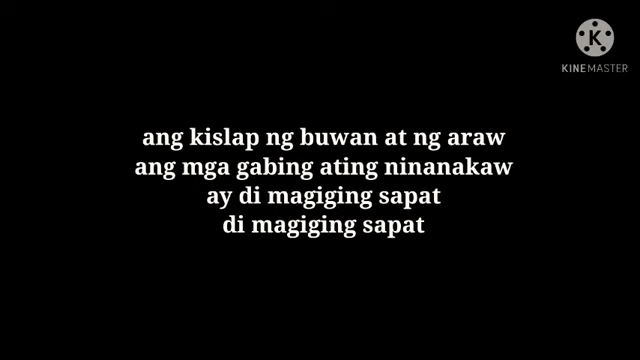 KINEMASTER
ang kislap ng buwan at ng araw
ang mga gabing ating ninanakaw
ay di magiging sapat
di magiging sapat